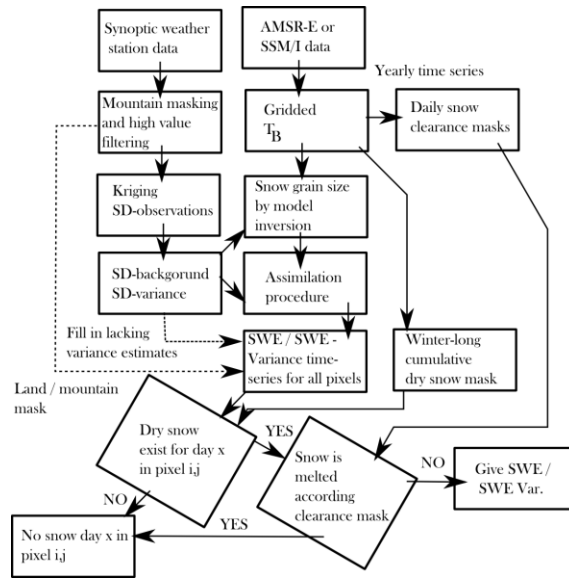 Synoptic weather
station data
AMSR-E or
SSM/I data
Yearly time series
Mountain masking
and high value
filtering
Gridded
TB
Daily snow
clearance masks
Kriging
SD-observations
Snow grain size
by model
inversion
SD-backgorund
SD-variance
Assimilation
procedure
Fill in lacking
variance estimates
SWE / SWE -
Variance time-
series for all pixels
Winter-long
cumulative
dry snow mask
Land / mountain
mask
Dry snow
exist for day x
in pixel i,j
YES
Snow is
melted
according
clearance mask
NO
Give SWE /
SWE Var.
NO
YES
No snow day x in
pixel i,j